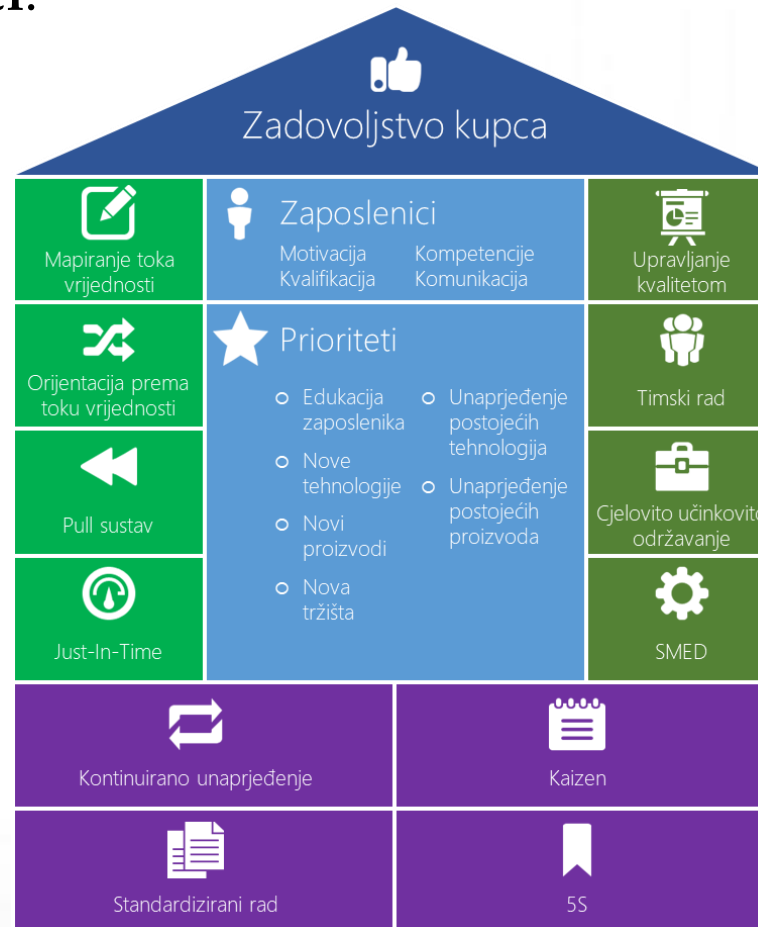 Zadovoljstvo kupca
Mapiranje toka
vrijednosti
Zaposlenici
Motivacija Kompetencije
Kvalifikacija Komunikacija
Upravljanje
kvalitetom
Orijentacija prema
toku vrijednosti
Prioriteti
o Edukacija
zaposlenika
o Nove
tehnologije
o Novi
proizvodi
o Nova
tržišta
o Unaprjeđenje
postojećih
tehnologija
o Unaprjeđenje
postojećih
proizvoda
Timski rad
Pull sustav
Cjelovito učinkovito
održavanje
Just-In-Time
SMED
Kontinuirano unaprjeđenje
Kaizen
Standardizirani rad
5S